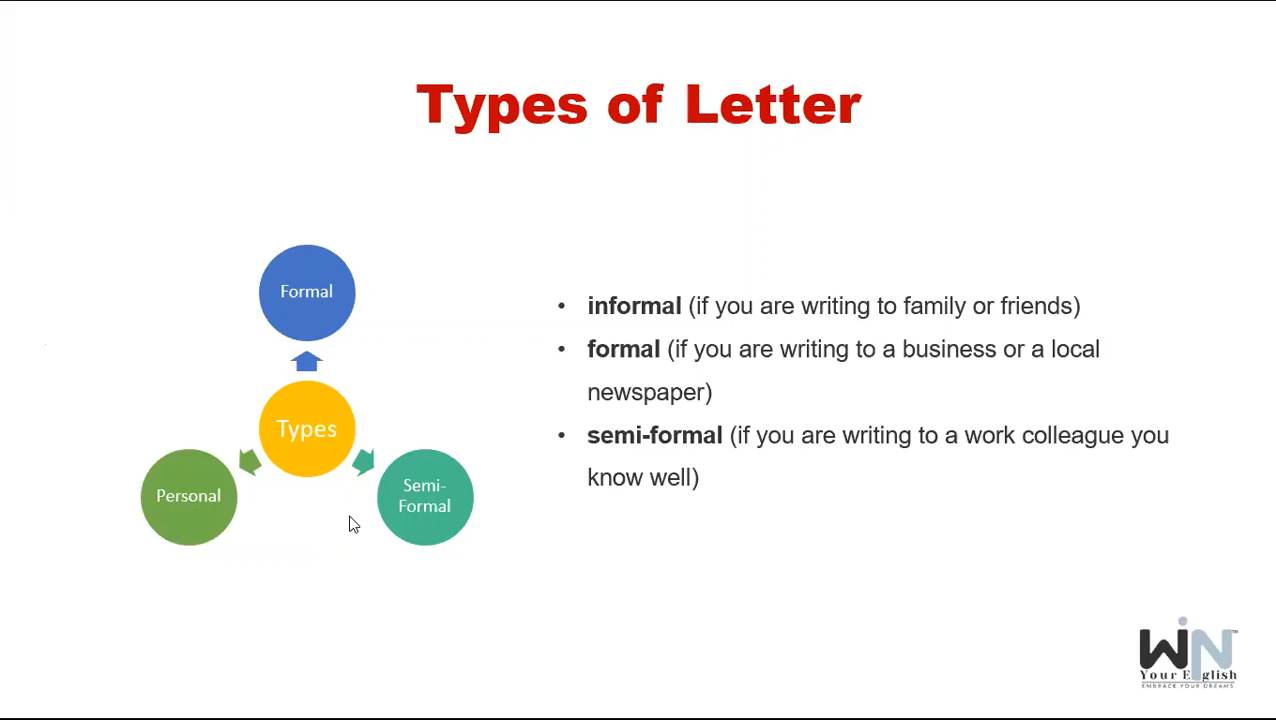 Types of Letter
Formal
Types
Personal
Semi-
Formal
• informal (if you are writing to family or friends)
• formal (if you are writing to a business or a local
newspaper)
• semi-formal (if you are writing to a work colleague you
know well)
WiN™
Your English
EMBRACE YOUR DREAMS